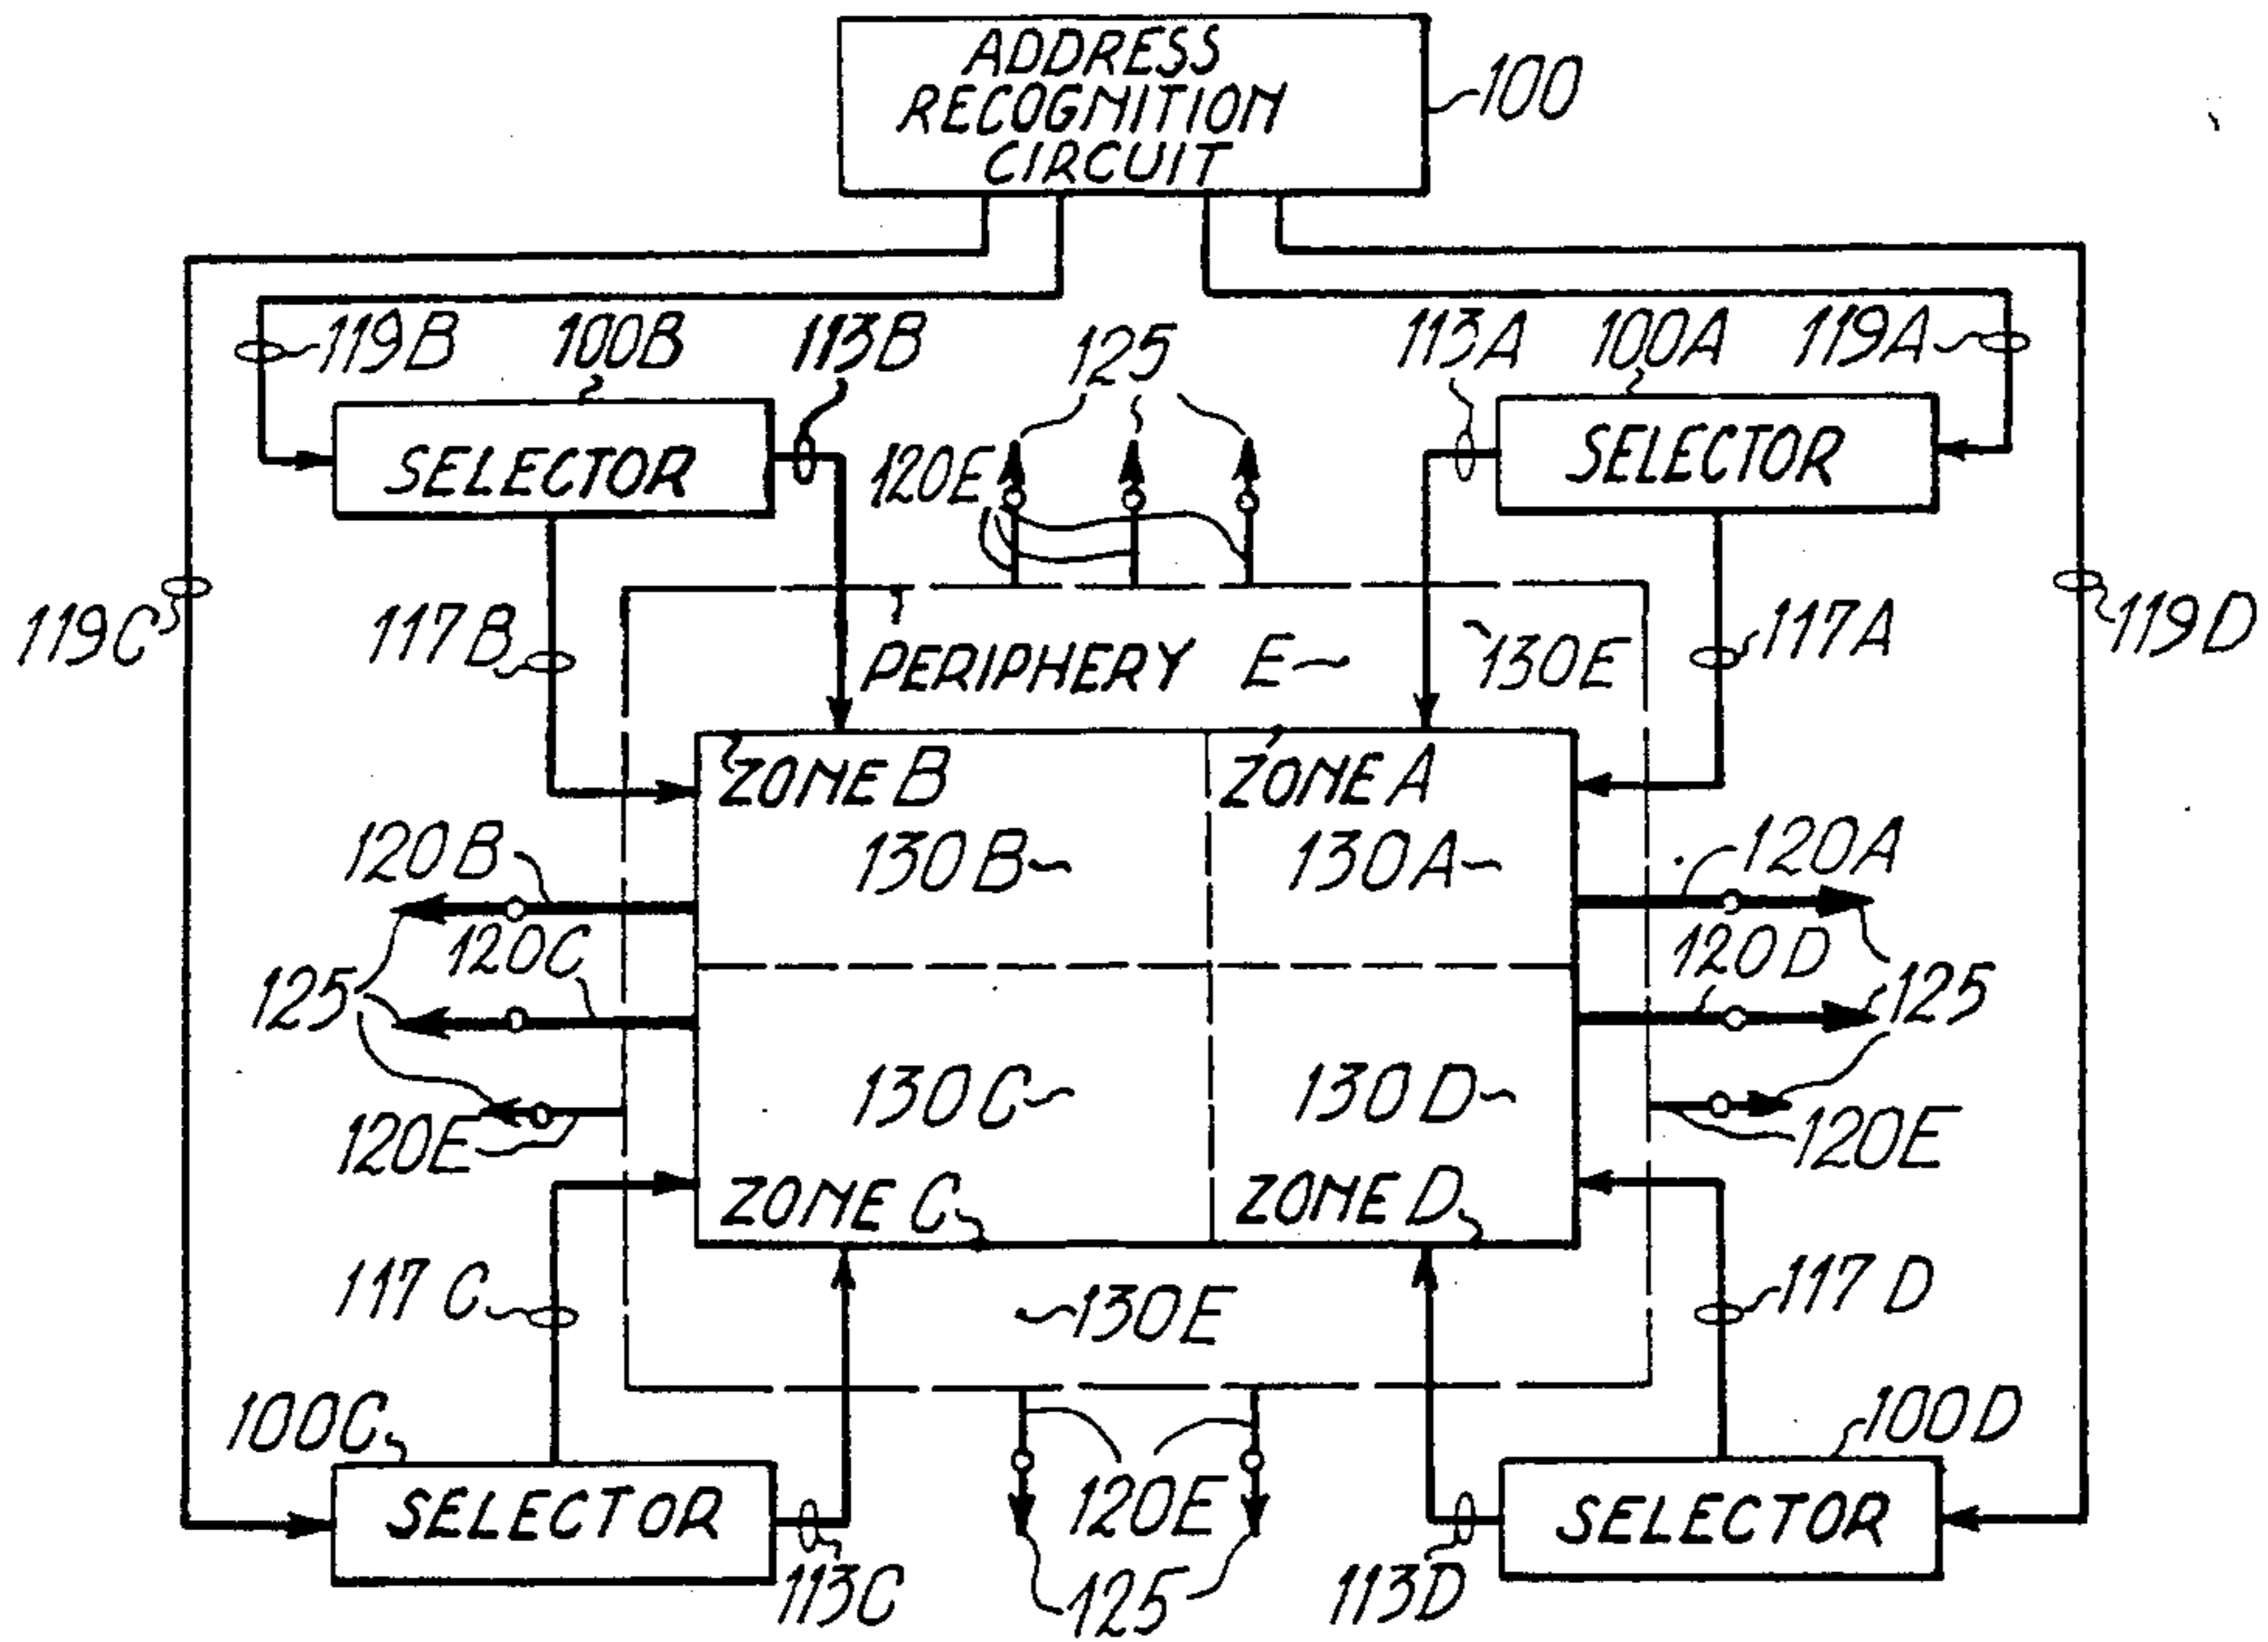 ADDRESS
RECOGNITION
CIRCUIT
100
119B
100B
113B
125
113A
100A
119A
SELECTOR
120E
SELECTOR
119C
117B
PERIPHERY E
130E
117A
119D
ZONE B
ZONE A
120B
130B
130A
120A
120C
120D
125
125
130C
130D
120E
120E
ZONE C
ZONE D
117C
130E
117D
100C
100D
SELECTOR
120E
SELECTOR
113C
125
113D